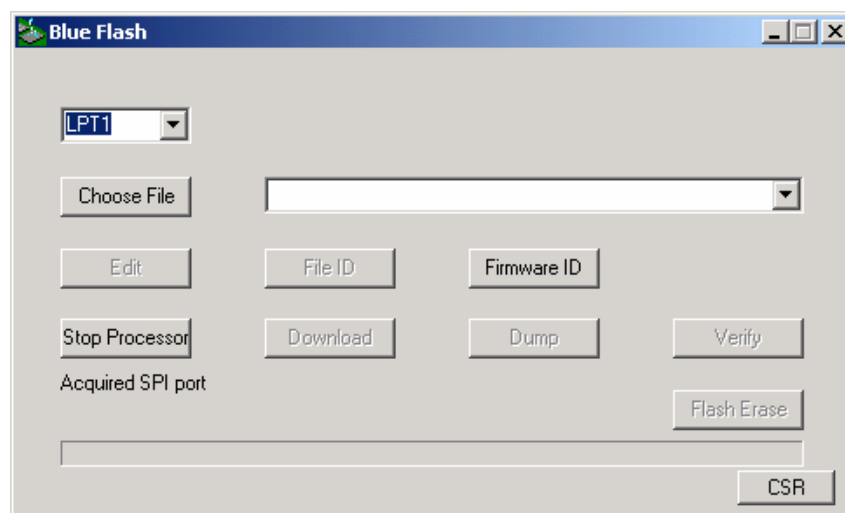 Blue Flash
LPT1
Choose File
Edit File ID Firmware ID
Stop Processor Download Dump Verify
Acquired SPI port
Flash Erase
CSR